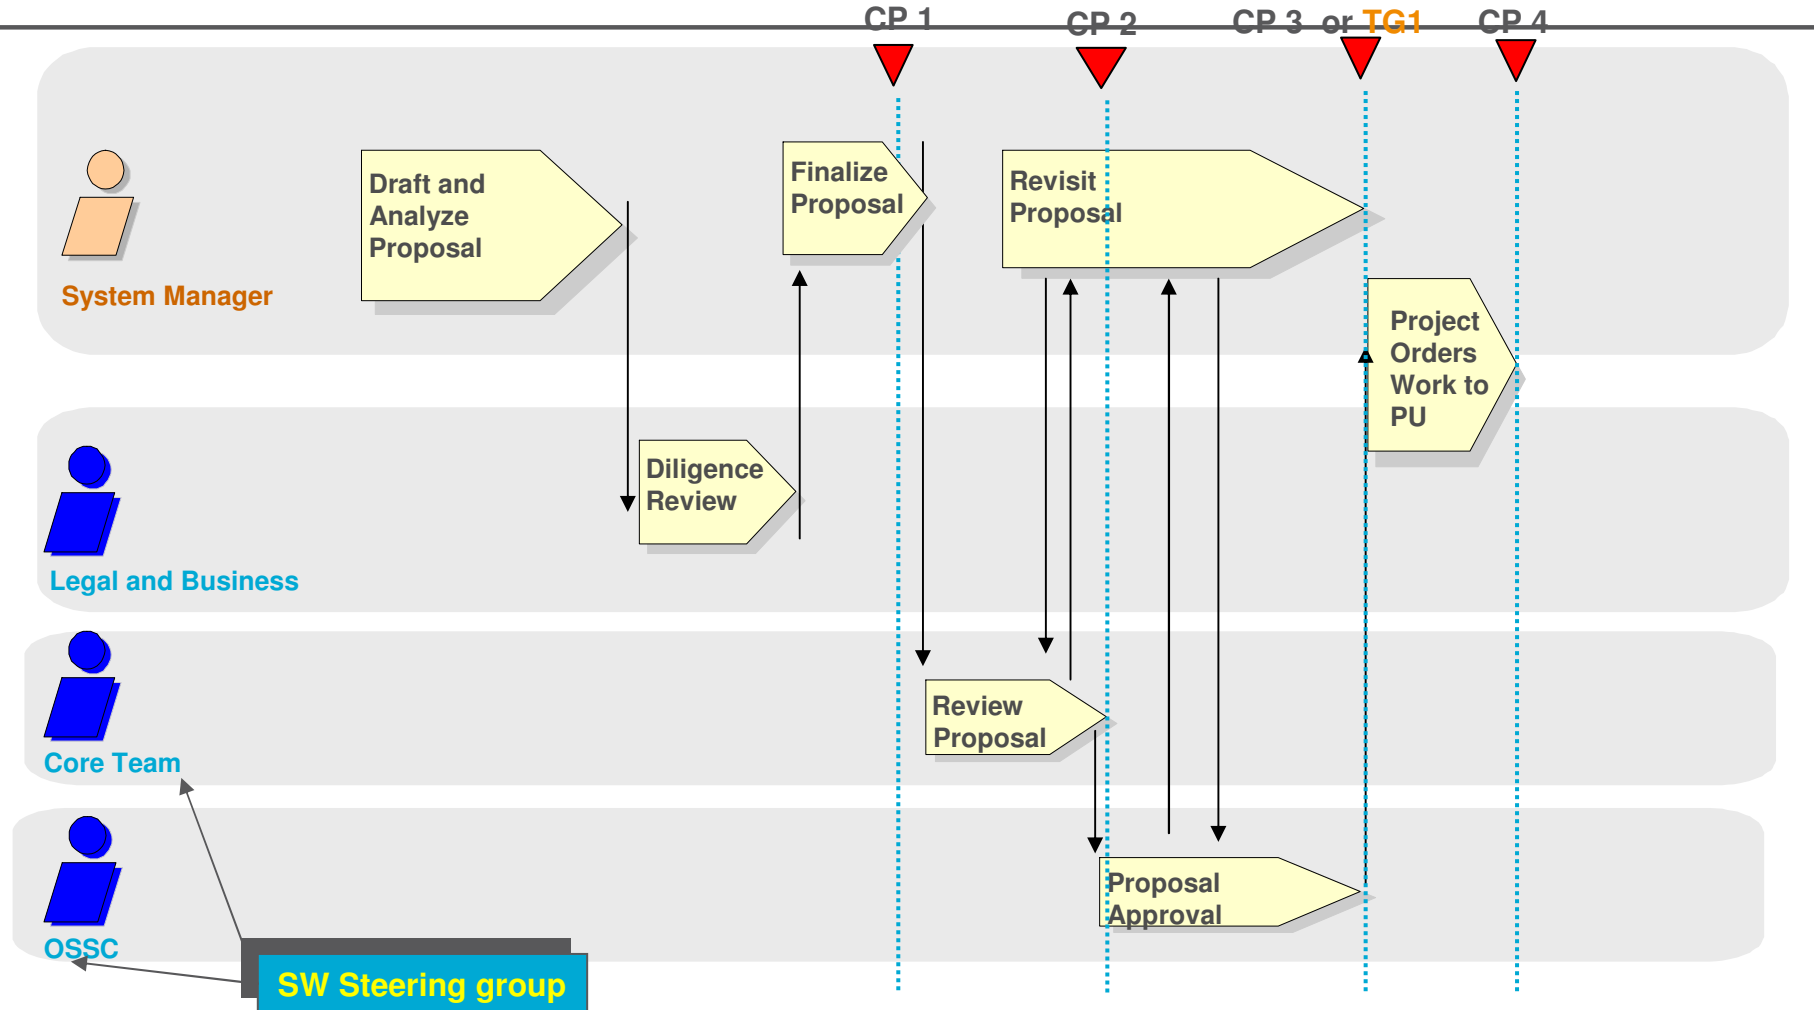 CP 1
CP 2
CP 3 or TG1
CP 4
Draft and
Analyze
Proposal
Finalize
Proposal
Revisit
Proposal
System Manager
Project
Orders
Work to
PU
Diligence
Review
Legal and Business
Review
Proposal
Core Team
Proposal
Approval
OSSC
SW Steering group